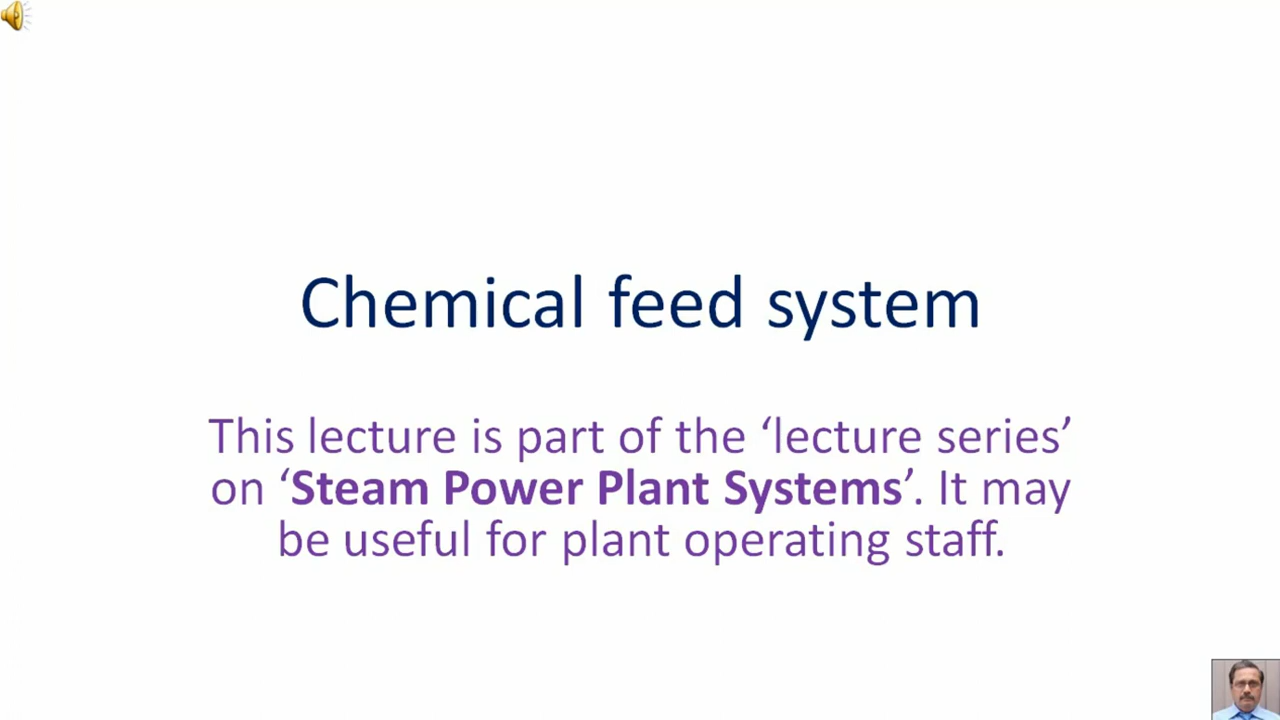 Chemical feed system
This lecture is part of the ‘lecture series’
on ‘Steam Power Plant Systems’. It may
be useful for plant operating staff.